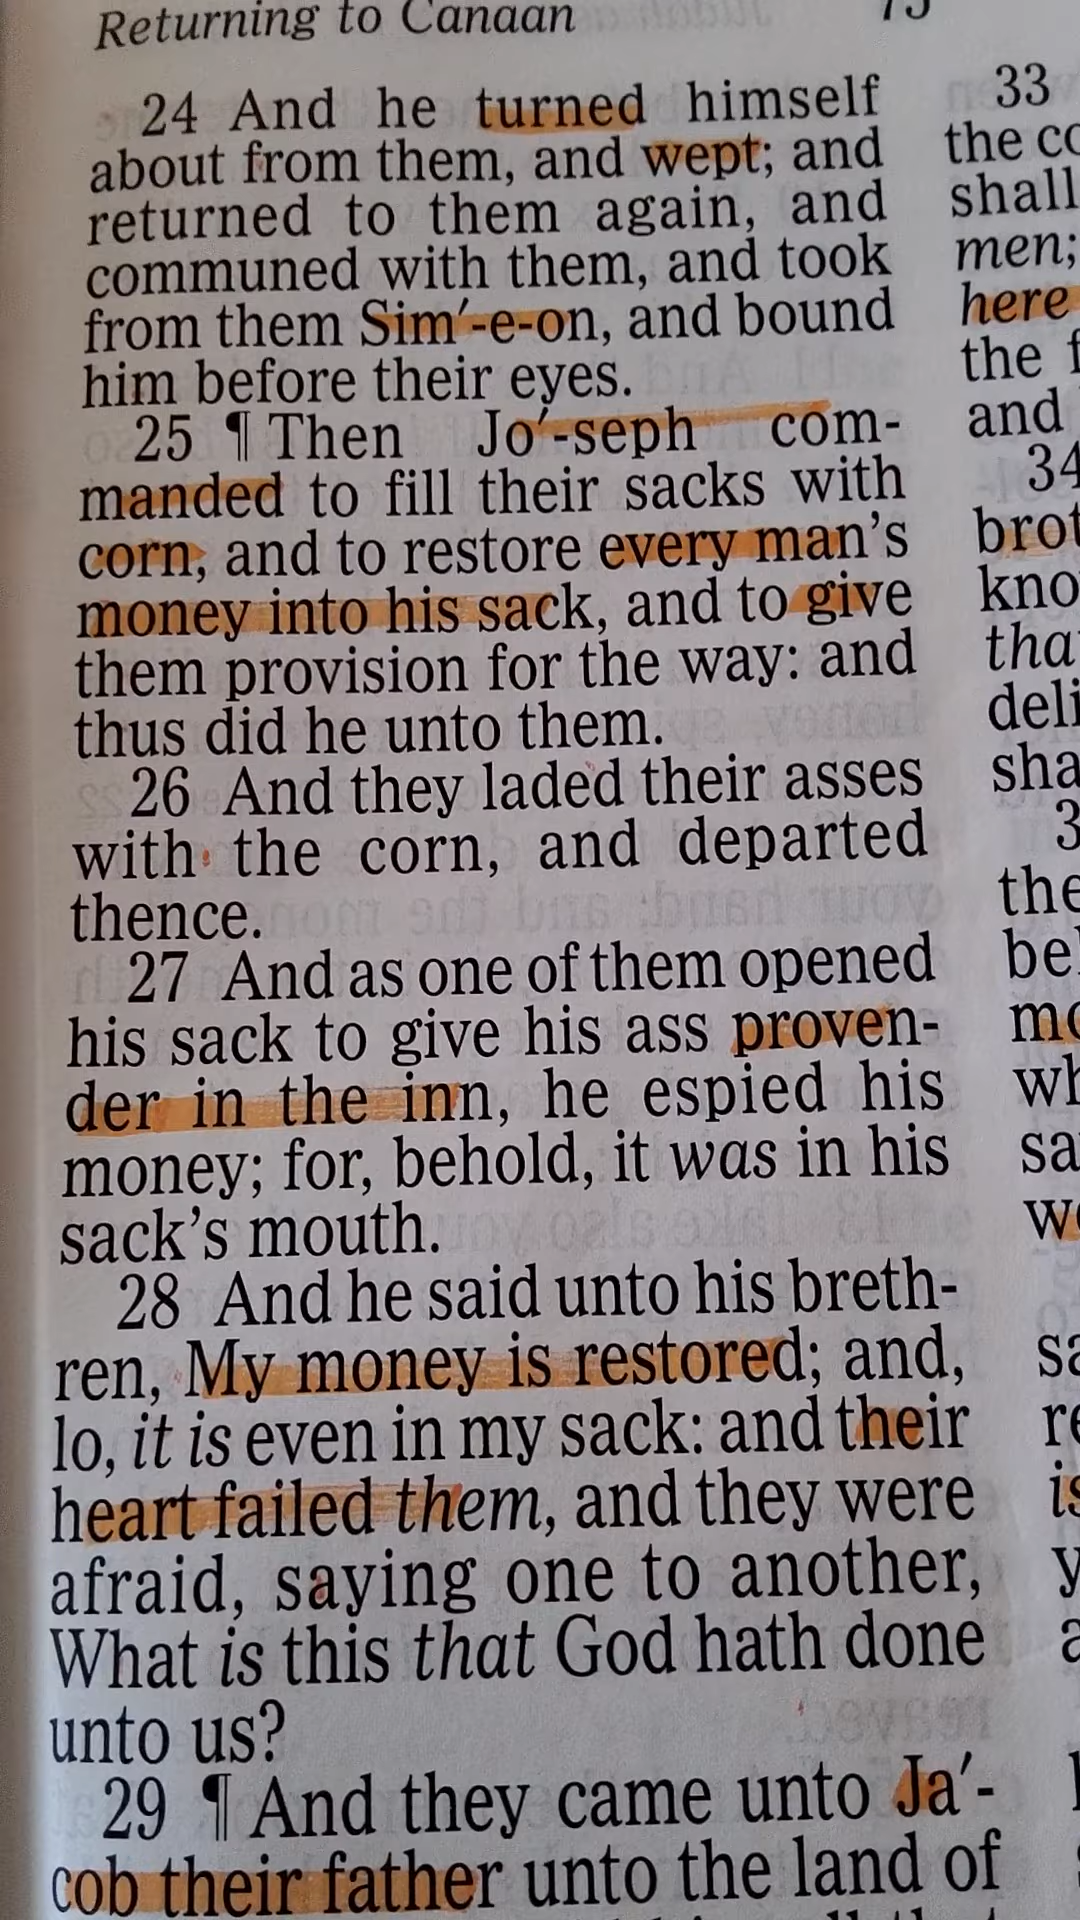 Returning to Canaan
24 And he turned himself
about from them, and wept; and
returned to them again, and
communed with them, and took
from them Sim′-e-on, and bound
him before their eyes.
25 ¶ Then Jo′-seph com-
manded to fill their sacks with
corn, and to restore every man's
money into his sack, and to give
them provision for the way: and
thus did he unto them.
26 And they laded their asses
with the corn, and departed
thence.
27 And as one of them opened
his sack to give his ass proven-
der in the inn, he espied his
money; for, behold, it was in his
sack's mouth.
28 And he said unto his breth-
ren, My money is restored; and,
lo, it is even in my sack: and their
heart failed them, and they were
afraid, saying one to another,
What is this that God hath done
unto us?
29 ¶ And they came unto Ja′-
cob their father unto the land of
33
the
shall
men;
here
the
and
34